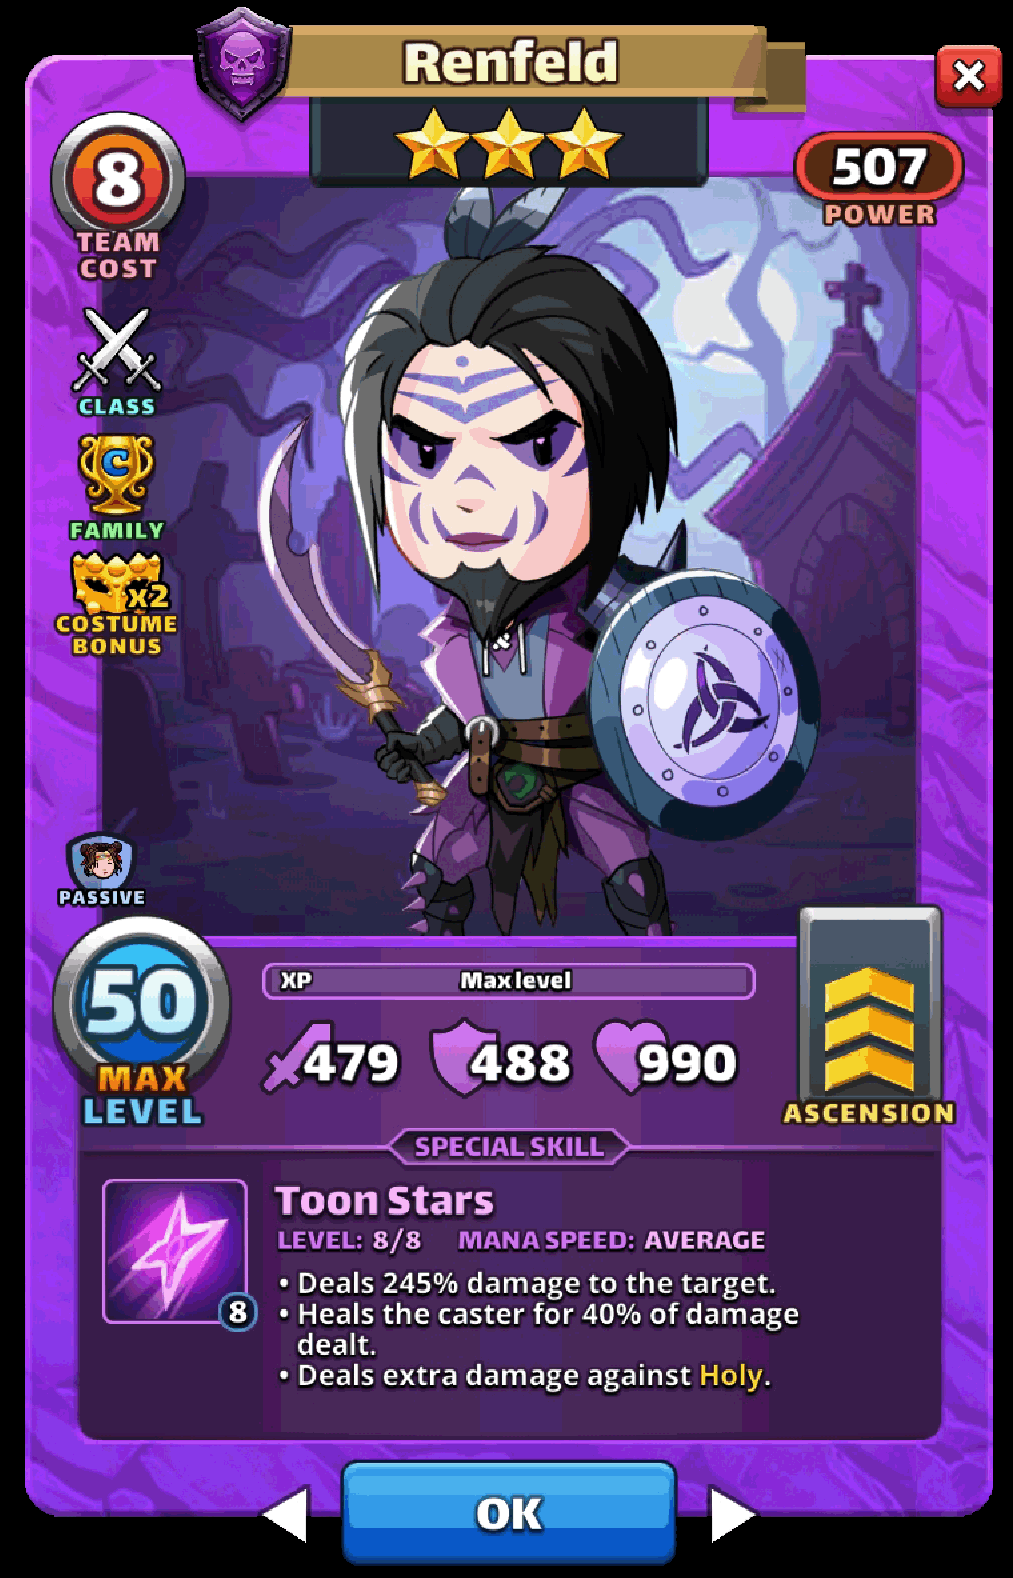 Renfeld
8
TEAM
COST
507
POWER
CLASS
C
FAMILY
x2
COSTUME
BONUS
PASSIVE
50
MAX
LEVEL
XP Max level
479 488 990
ASCENSION
SPECIAL SKILL
Toon Stars
LEVEL: 8/8 MANA SPEED: AVERAGE
8
• Deals 245% damage to the target.
• Heals the caster for 40% of damage
dealt.
• Deals extra damage against Holy.
OK